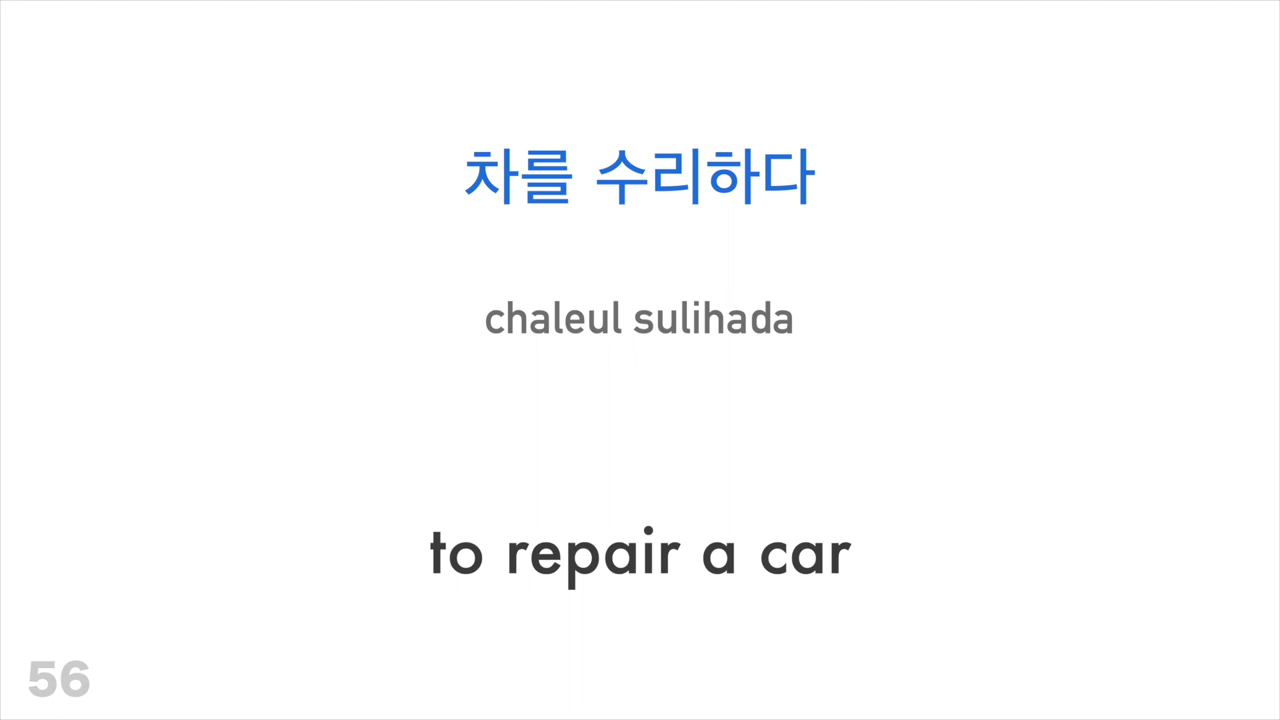 차를 수리하다
chaleul sulihada
to repair a car
56